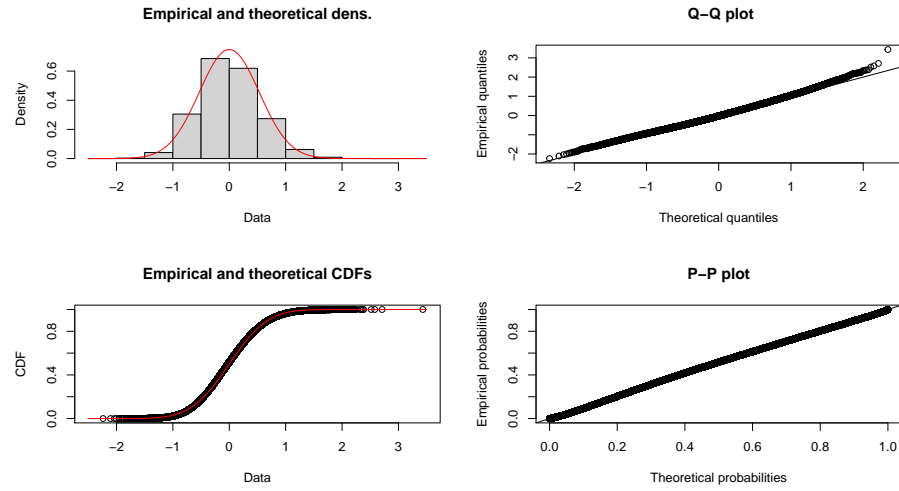 Empirical and theoretical dens.
Density
0.0 0.2 0.4 0.6
−2 −1 0 1 2 3
Data
Q−Q plot
Empirical quantiles
−2 0 1 2 3
−2 −1 0 1 2
Theoretical quantiles
Empirical and theoretical CDFs
CDF
0.0 0.4 0.8
−2 −1 0 1 2 3
Data
P−P plot
Empirical probabilities
0.0 0.4 0.8
0.0 0.2 0.4 0.6 0.8 1.0
Theoretical probabilities